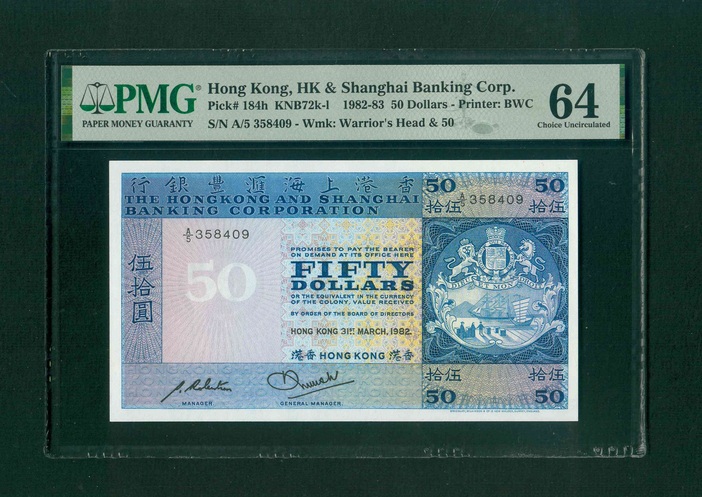 PMG
PAPER MONEY GUARANTY
Hong Kong, HK & Shanghai Banking Corp.
Pick# 184h KNB72k-l 1982-83 50 Dollars - Printer: BWC
S/N A/5 358409 - Wmk: Warrior's Head & 50
64
Choice Uncirculated
行銀豐滙海上港香
THE HONGKONG AND SHANGHAI
BANKING CORPORATION
50 50
拾伍 A/5 358409 拾伍
A/5 358409
伍拾圓
50
PROMISES TO PAY THE BEARER
ON DEMAND AT ITS OFFICE HERE
FIFTY
DOLLARS
OR THE EQUIVALENT IN THE CURRENCY
OF THE COLONY, VALUE RECEIVED
BY ORDER OF THE BOARD OF DIRECTORS
HONG KONG 31ST MARCH, 1982.
港香 HONG KONG 港香
DIEU ET MON DROIT
MANAGER
GENERAL MANAGER
拾伍 拾伍
50 50